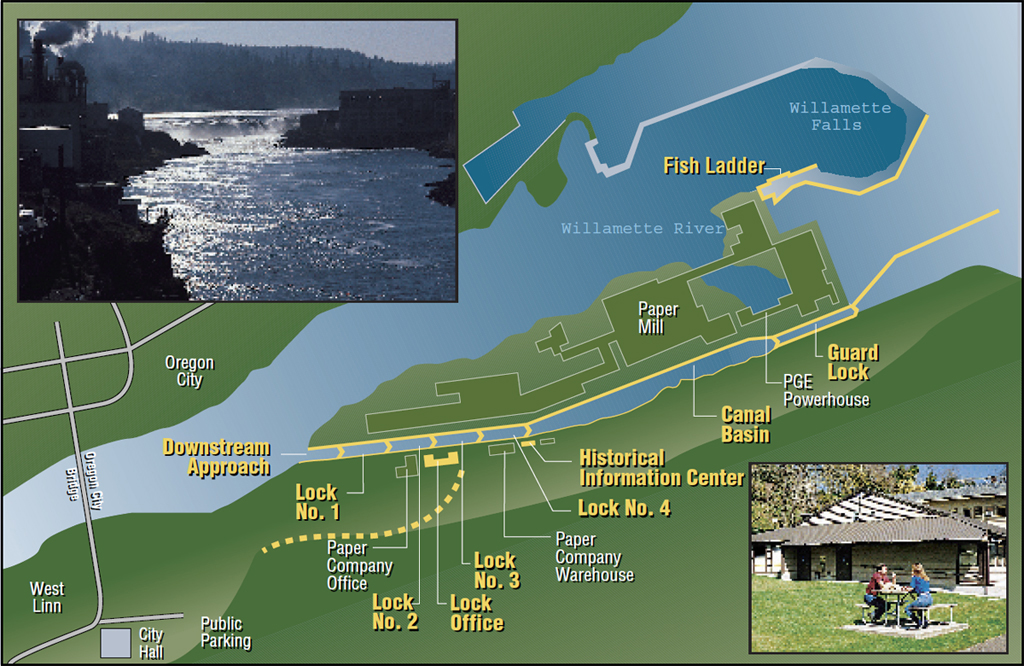 Willamette
Falls
Fish Ladder
Willamette River
Paper
Mill
Guard
Lock
PGE
Powerhouse
Canal
Basin
Oregon
City
Downstream
Approach
Oregon City
Bridge
Historical
Information Center
Lock No. 4
Lock
No. 1
Paper
Company
Office
Paper
Company
Warehouse
Lock
No. 3
Lock
No. 2
Lock
Office
West
Linn
City
Hall
Public
Parking